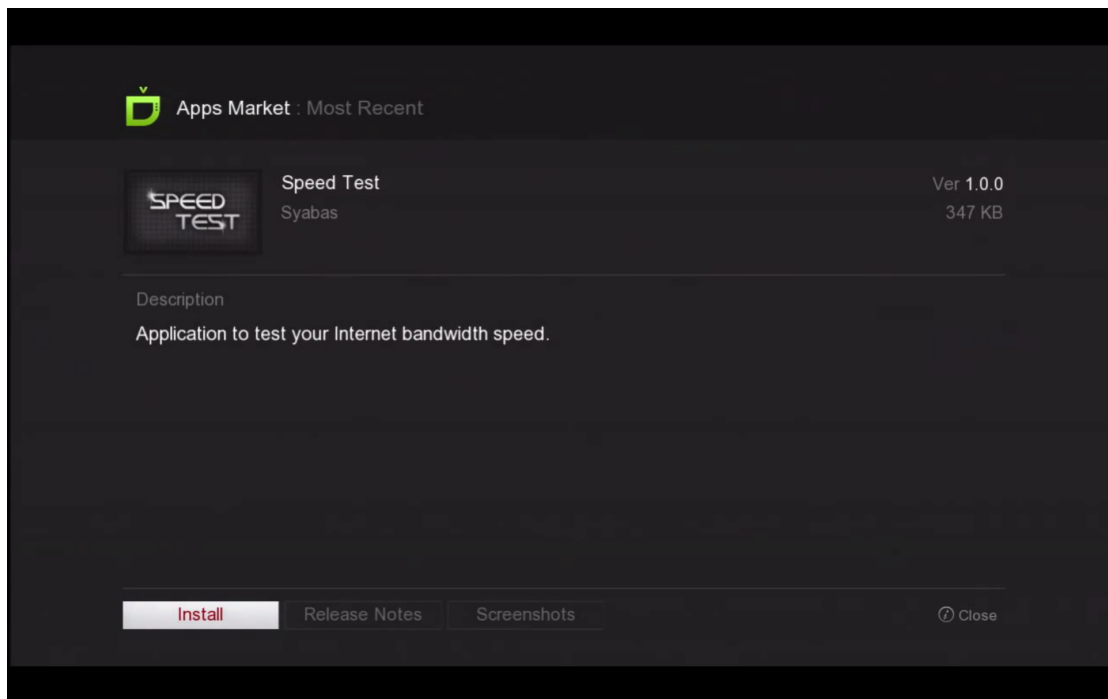 Apps Market : Most Recent
SPEED
TEST
Speed Test
Ver 1.0.0
Syabas
347 KB
Description
Application to test your Internet bandwidth speed.
Install
Release Notes
Screenshots
i Close